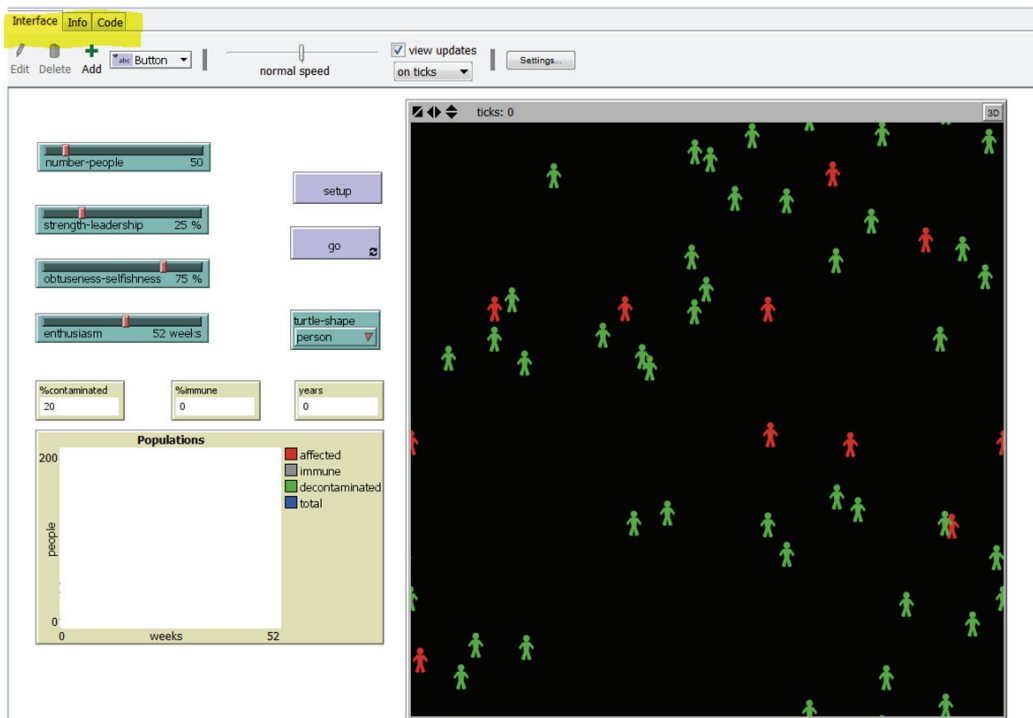 Interface Info Code
Edit Delete Add abc Button normal speed view updates on ticks Settings...
ticks: 0 3D
number-people 50
setup
strength-leadership 25 %
go
obtuseness-selfishness 75 %
turtle-shape
person
enthusiasm 52 weeks
%contaminated %immune years
20 0 0
Populations
200
people
0
0 weeks 52
affected
immune
decontaminated
total